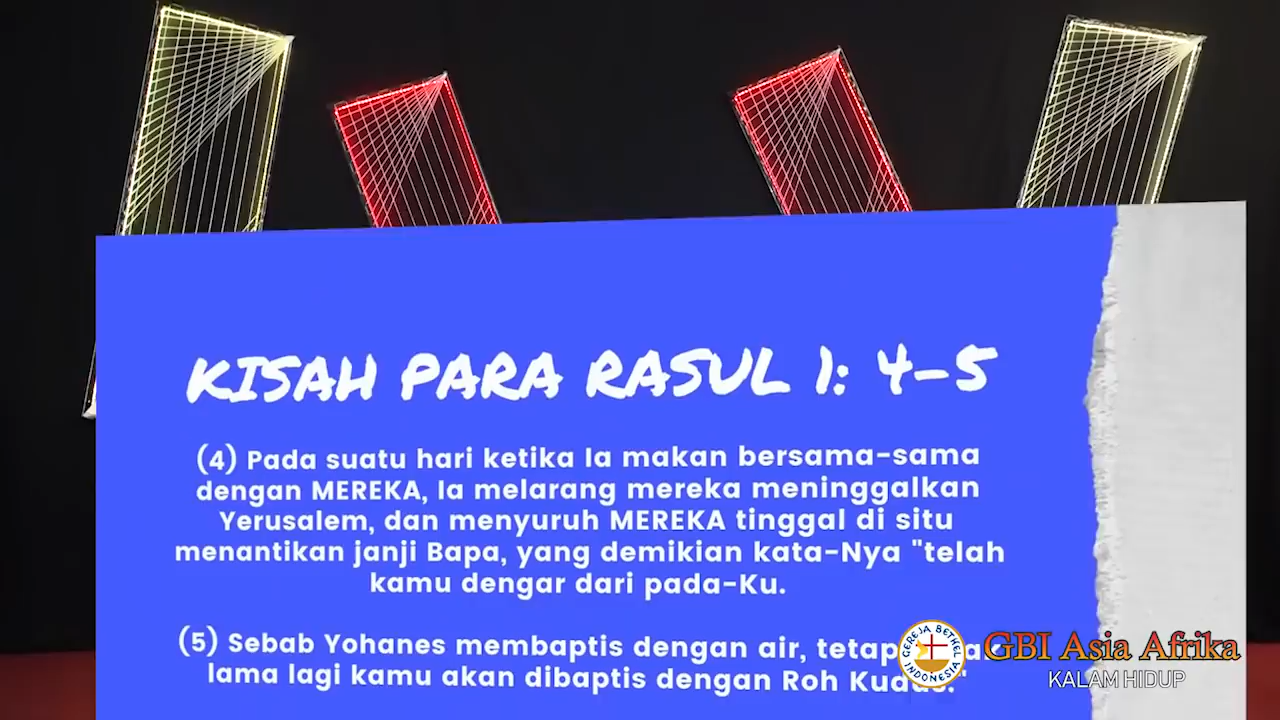 KISAH PARA RASUL 1: 4-5
(4) Pada suatu hari ketika Ia makan bersama-sama
dengan MEREKA, Ia melarang mereka meninggalkan
Yerusalem, dan menyuruh MEREKA tinggal di situ
menantikan janji Bapa, yang demikian kata-Nya "telah
kamu dengar dari pada-Ku.
(5) Sebab Yohanes membaptis dengan air,
lama lagi kamu akan dibaptis dengan Roh Kudus."
GEREJA BETHEL
INDONESIA
GBI Asia Afrika
KALAM HIDUP